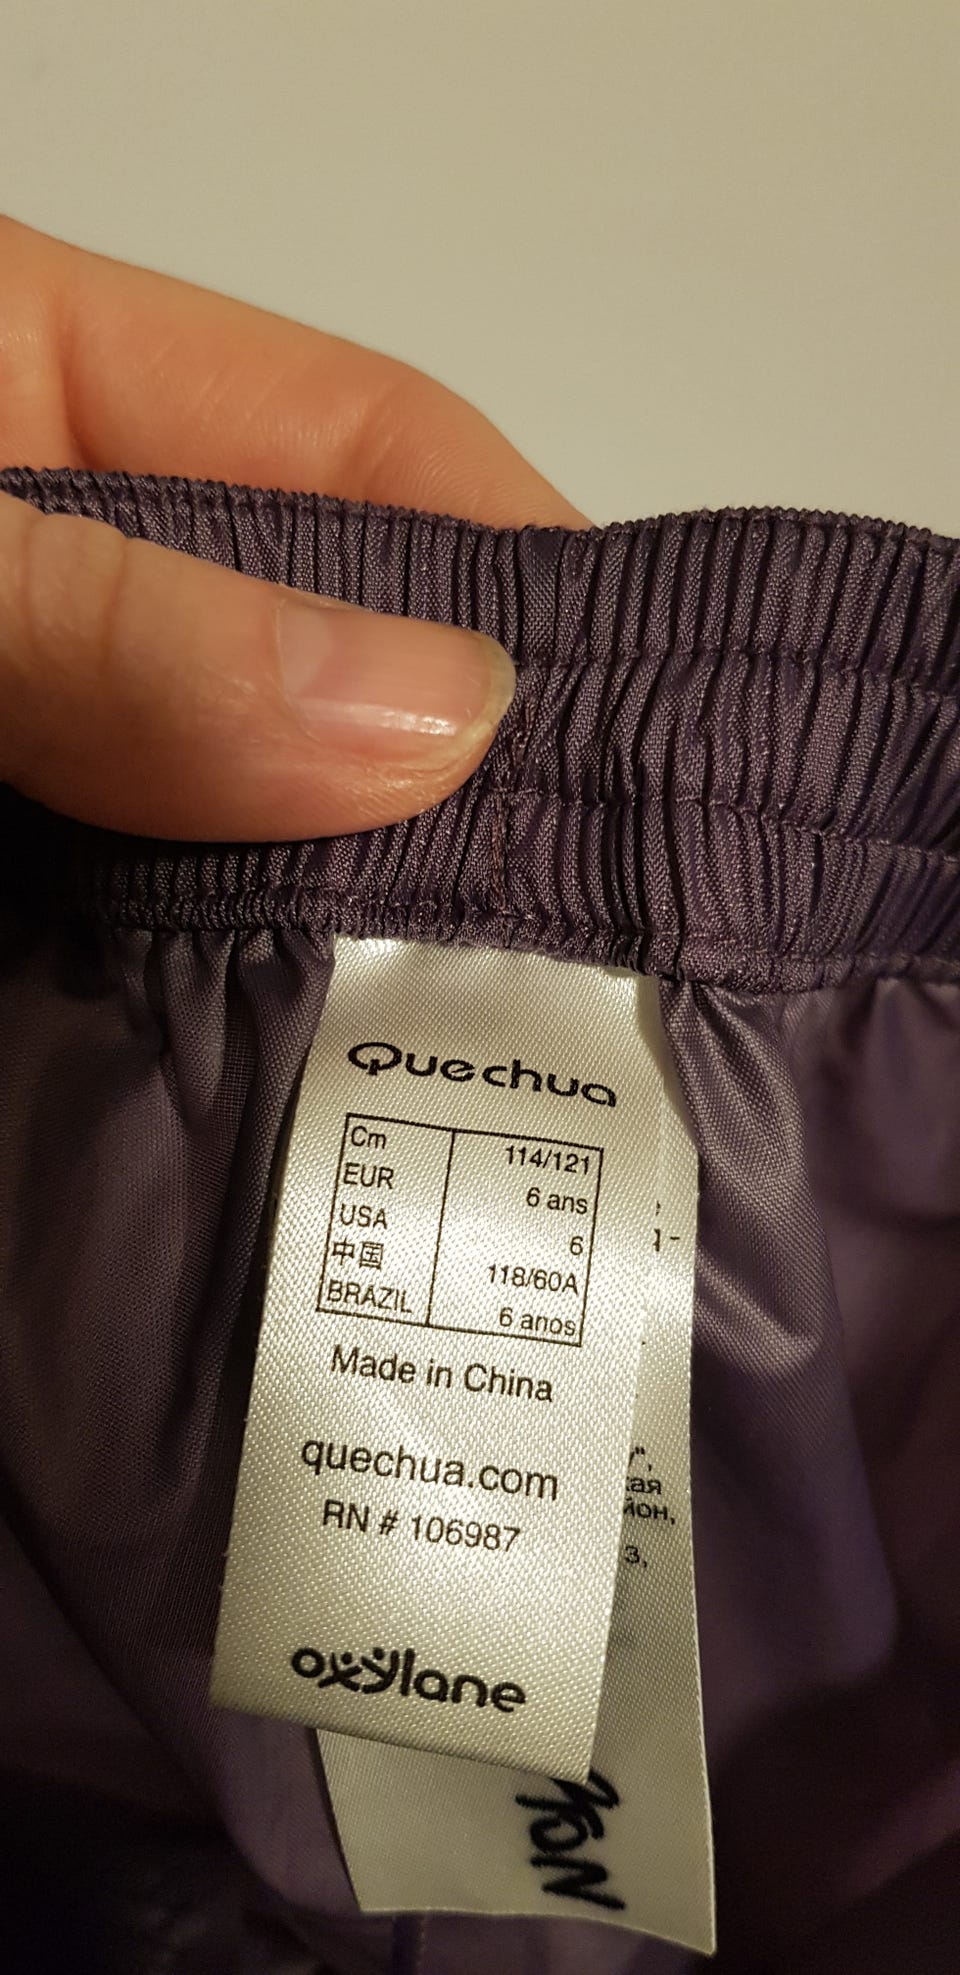 Quechua
Cm 114/121
EUR 6 ans
USA 6
中国 118/60A
BRAZIL 6 anos
Made in China
quechua.com
RN # 106987
oxylane